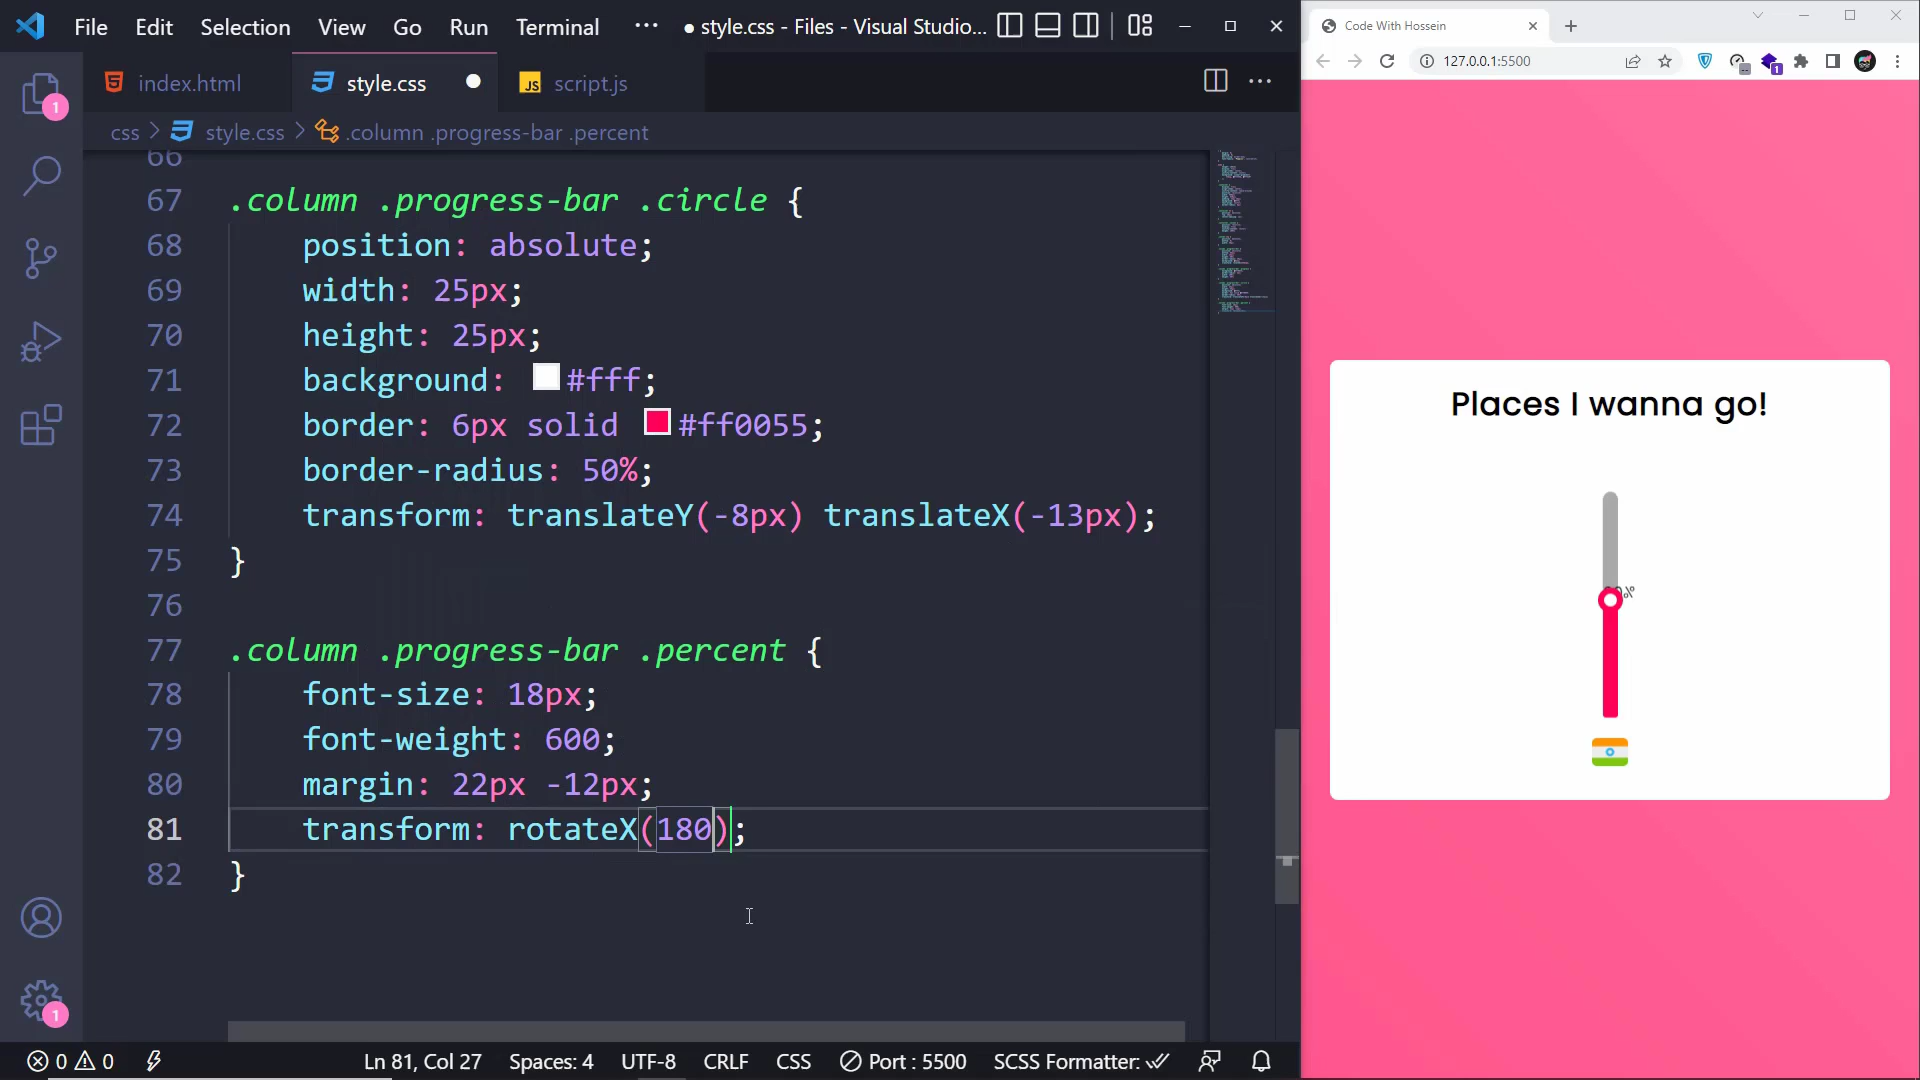 File Edit Selection View Go Run Terminal ··· ● style.css - Files - Visual Studio...
index.html style.css ● JS script.js ···
css > style.css > .column .progress-bar .percent
1
66
67 .column .progress-bar .circle {
68 position: absolute;
69 width: 25px;
70 height: 25px;
71 background: #fff;
72 border: 6px solid #ff0055;
73 border-radius: 50%;
74 transform: translateY(-8px) translateX(-13px);
75 }
76
77 .column .progress-bar .percent {
78 font-size: 18px;
79 font-weight: 600;
80 margin: 22px -12px;
81 transform: rotateX(180);
82 }
1
0 0 Ln 81, Col 27 Spaces: 4 UTF-8 CRLF CSS Port : 5500 SCSS Formatter:
Code With Hossein
127.0.0.1:5500
1
Places I wanna go!